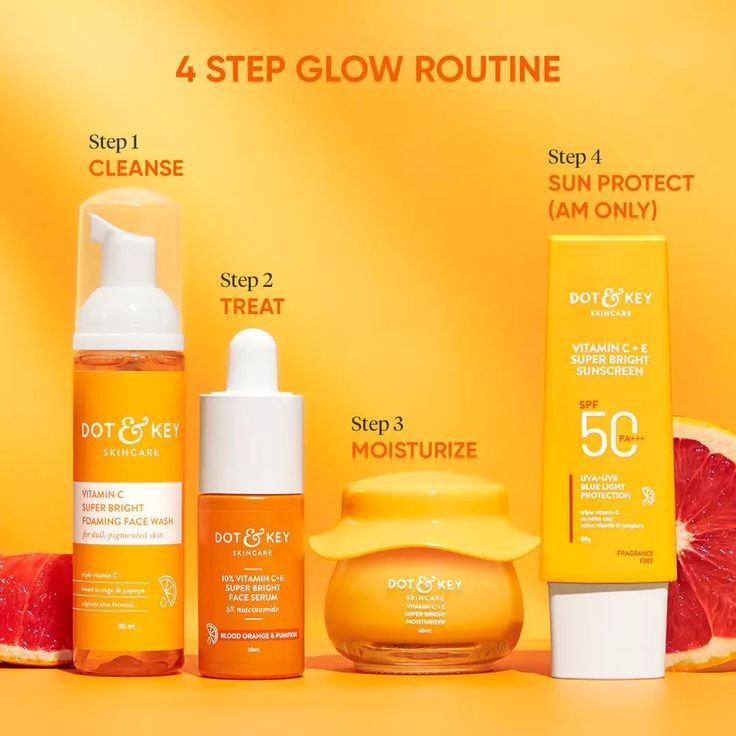 4 STEP GLOW ROUTINE
Step 1
CLEANSE
DOT & KEY
SKINCARE
VITAMIN C
SUPER BRIGHT
FOAMING FACE WASH
for dull, pigmented skin
triple vitamin C
blood orange & papaya
sulphate free formula
80 ml
Step 2
TREAT
DOT & KEY
SKINCARE
10% VITAMIN C+E
SUPER BRIGHT
FACE SERUM
5% niacinamide
BLOOD ORANGE & PUMPKIN
30ml
Step 3
MOISTURIZE
DOT & KEY
SKINCARE
VITAMIN C + E
SUPER BRIGHT
MOISTURIZER
60ml
Step 4
SUN PROTECT
(AM ONLY)
DOT & KEY
SKINCARE
VITAMIN C + E
SUPER BRIGHT
SUNSCREEN
SPF
50
PA+++
UVA+UVB
BLUE LIGHT
PROTECTION
triple vitamin C
no white cast
active vitamin D receptors
80g
FRAGRANCE
FREE